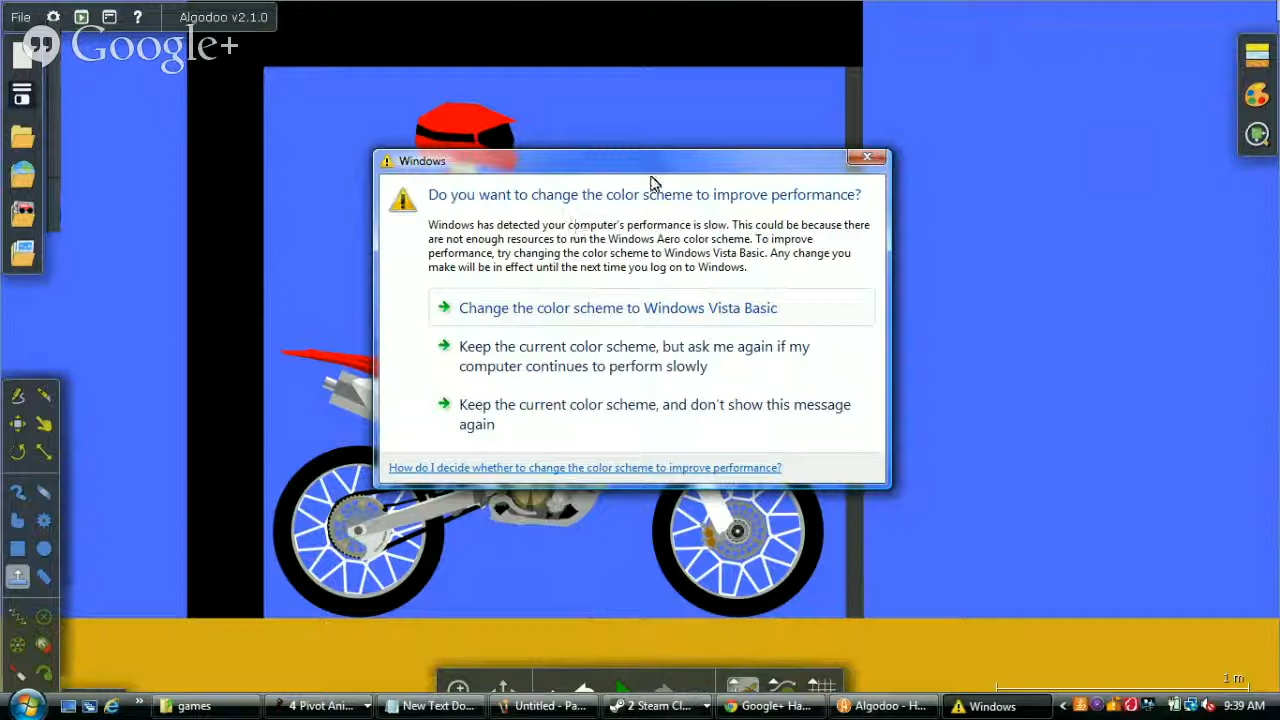 File
Algodoo v2.1.0
Google+
Windows
Do you want to change the color scheme to improve performance?
Windows has detected your computer's performance is slow. This could be because there
are not enough resources to run the Windows Aero color scheme. To improve
performance, try changing the color scheme to Windows Vista Basic. Any change you
make will be in effect until the next time you log on to Windows.
Change the color scheme to Windows Vista Basic
Keep the current color scheme, but ask me again if my
computer continues to perform slowly
Keep the current color scheme, and don't show this message
again
How do I decide whether to change the color scheme to improve performance?
1 m
games
4 Pivot Ani...
New Text Do...
Untitled - Pa...
2 Steam Cl...
Google+ Ha...
Algodoo - H...
Windows
9:39 AM